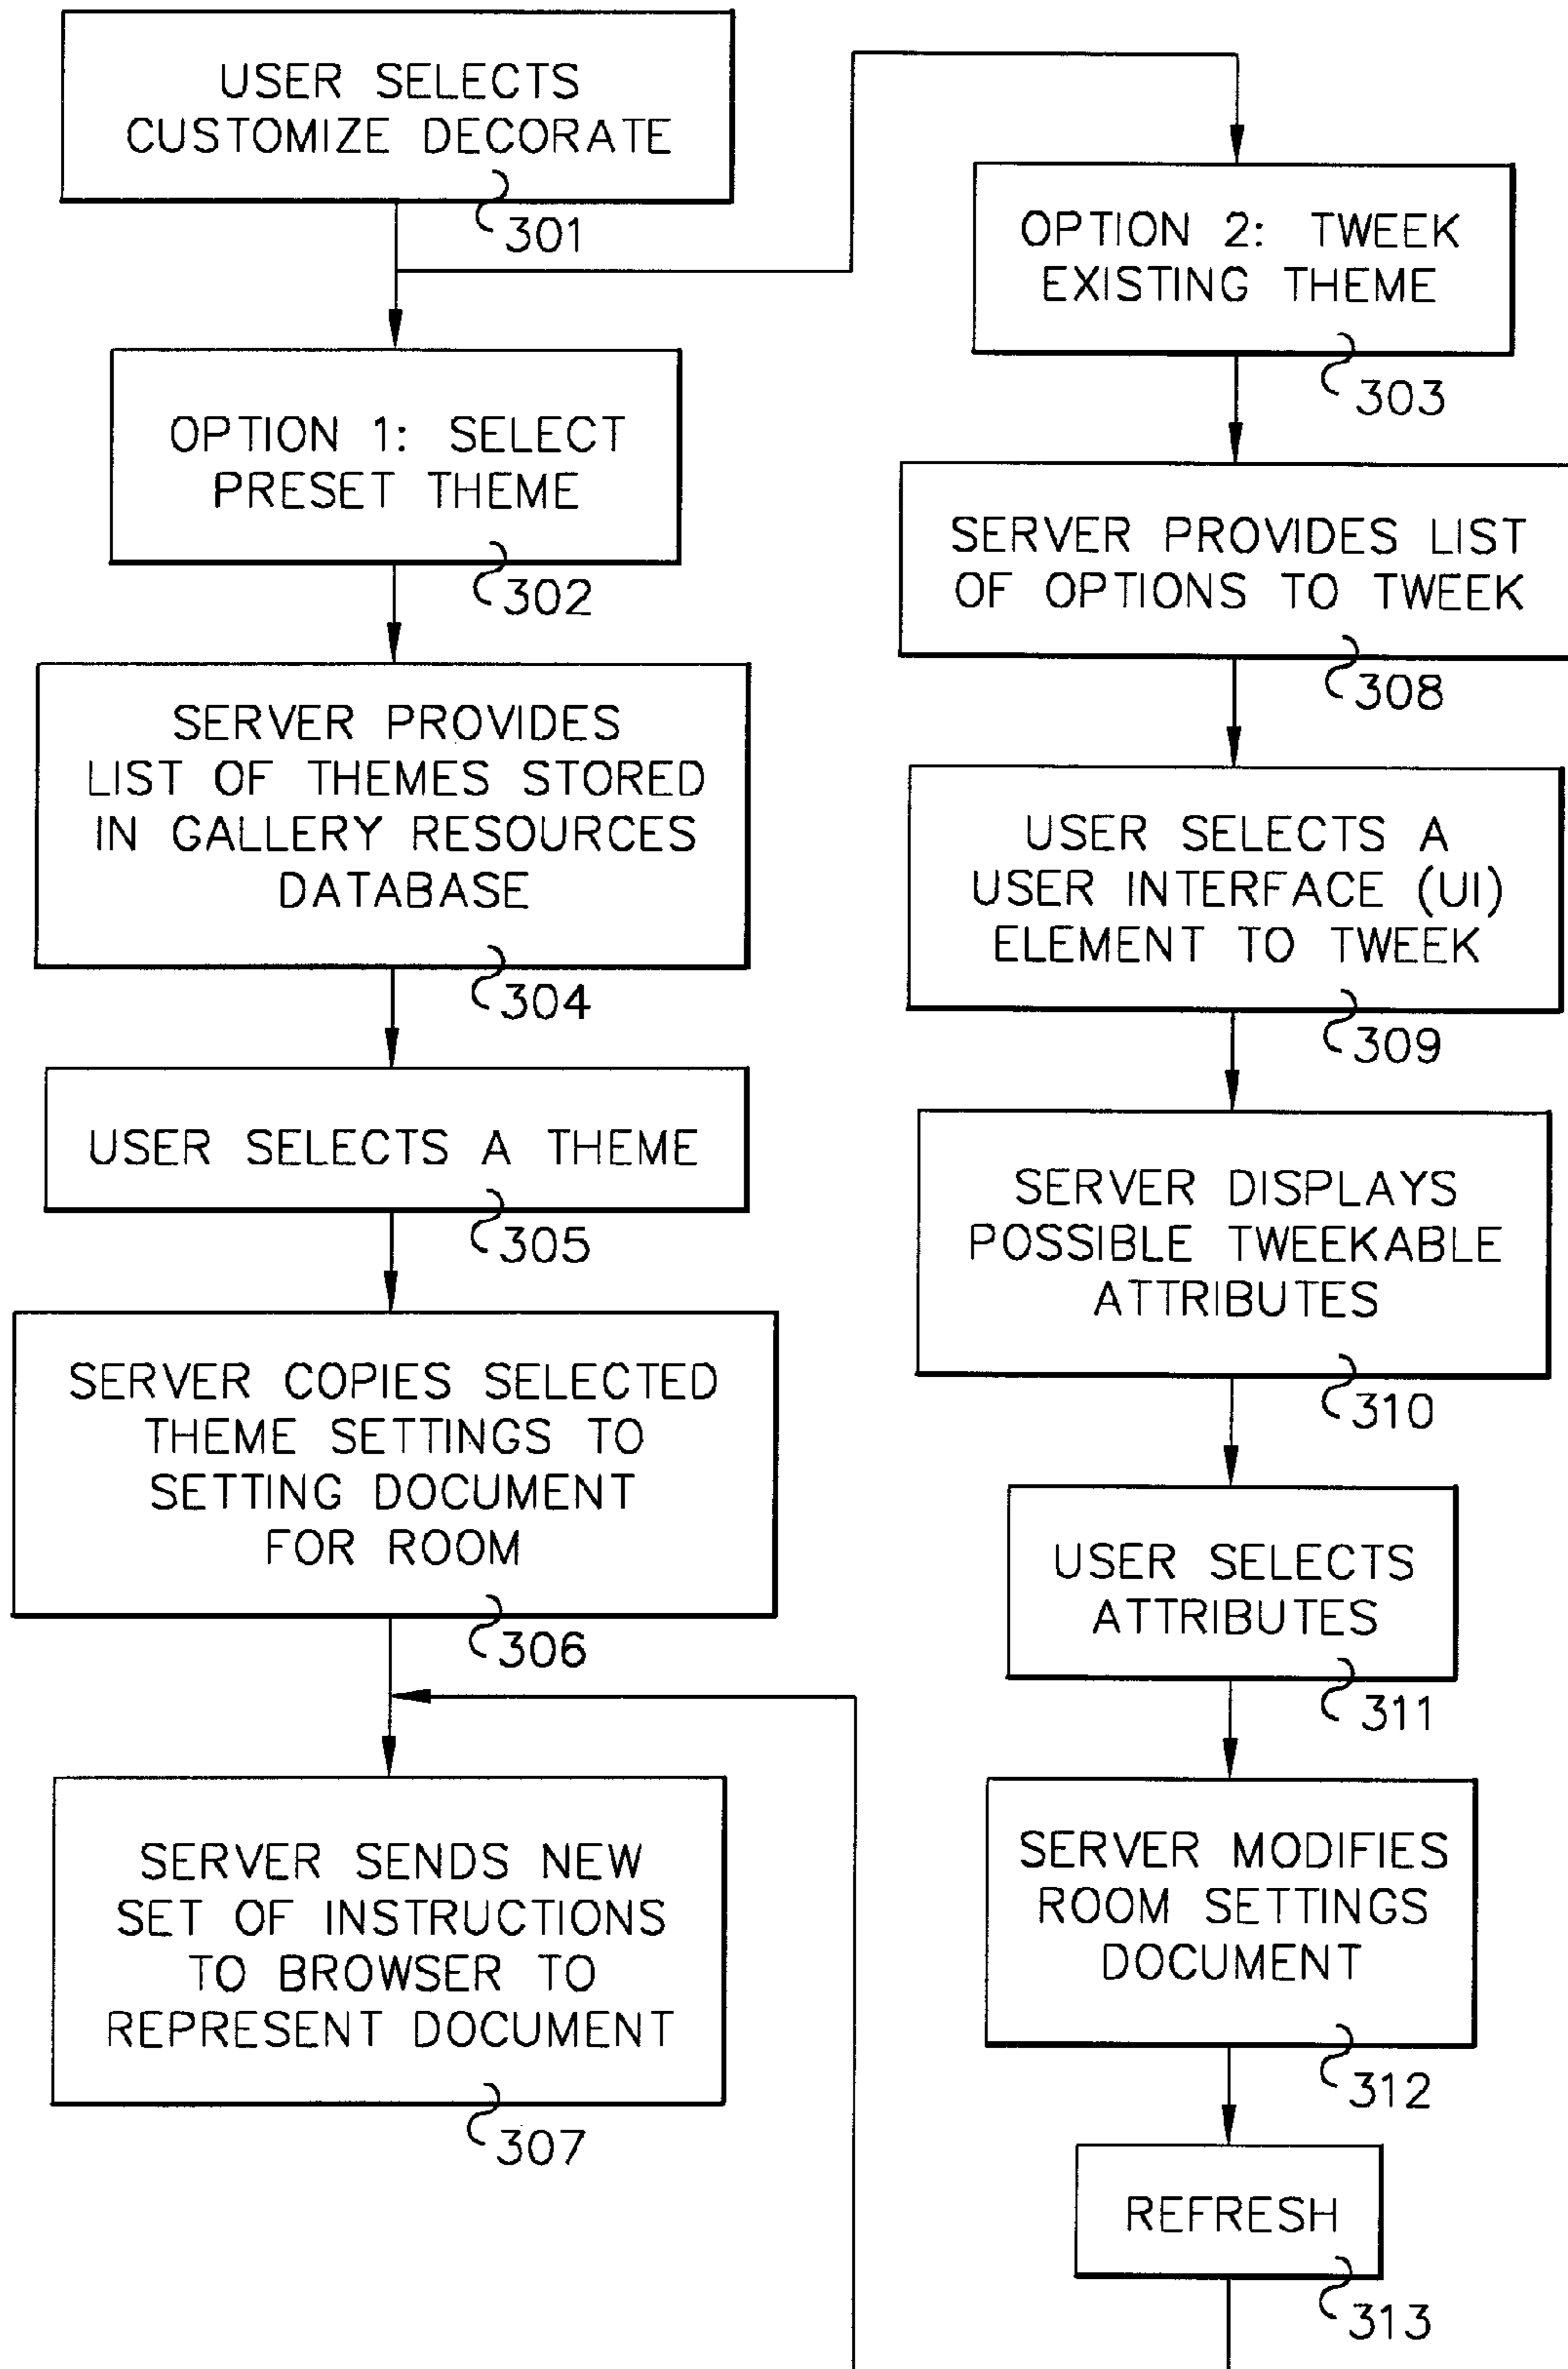 USER SELECTS
CUSTOMIZE DECORATE
301
OPTION 1: SELECT
PRESET THEME
302
SERVER PROVIDES
LIST OF THEMES STORED
IN GALLERY RESOURCES
DATABASE
304
USER SELECTS A THEME
305
SERVER COPIES SELECTED
THEME SETTINGS TO
SETTING DOCUMENT
FOR ROOM
306
SERVER SENDS NEW
SET OF INSTRUCTIONS
TO BROWSER TO
REPRESENT DOCUMENT
307
OPTION 2: TWEEK
EXISTING THEME
303
SERVER PROVIDES LIST
OF OPTIONS TO TWEEK
308
USER SELECTS A
USER INTERFACE (UI)
ELEMENT TO TWEEK
309
SERVER DISPLAYS
POSSIBLE TWEEKABLE
ATTRIBUTES
310
USER SELECTS
ATTRIBUTES
311
SERVER MODIFIES
ROOM SETTINGS
DOCUMENT
312
REFRESH
313